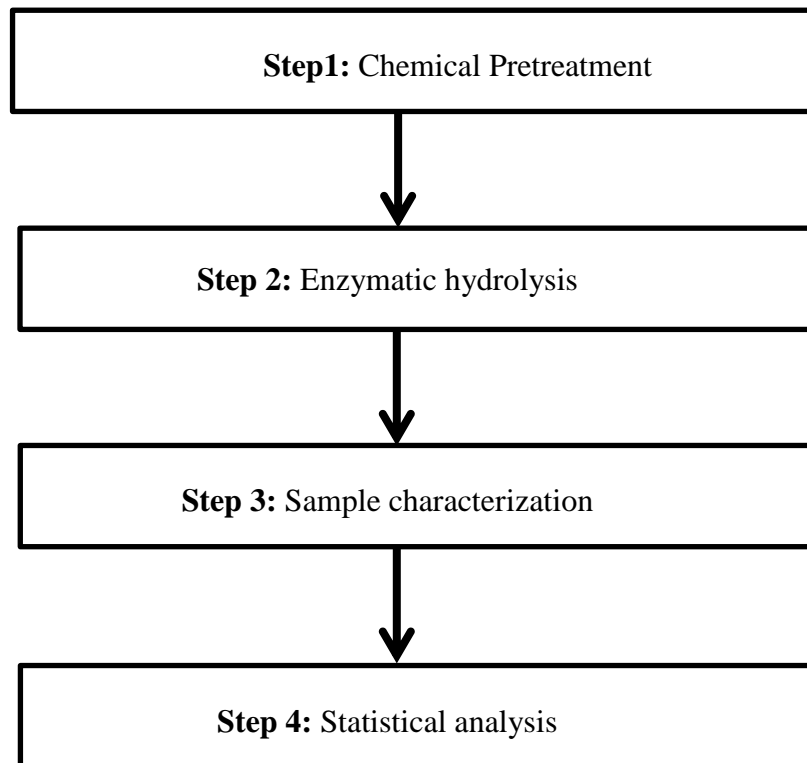 Step1: Chemical Pretreatment
Step 2: Enzymatic hydrolysis
Step 3: Sample characterization
Step 4: Statistical analysis